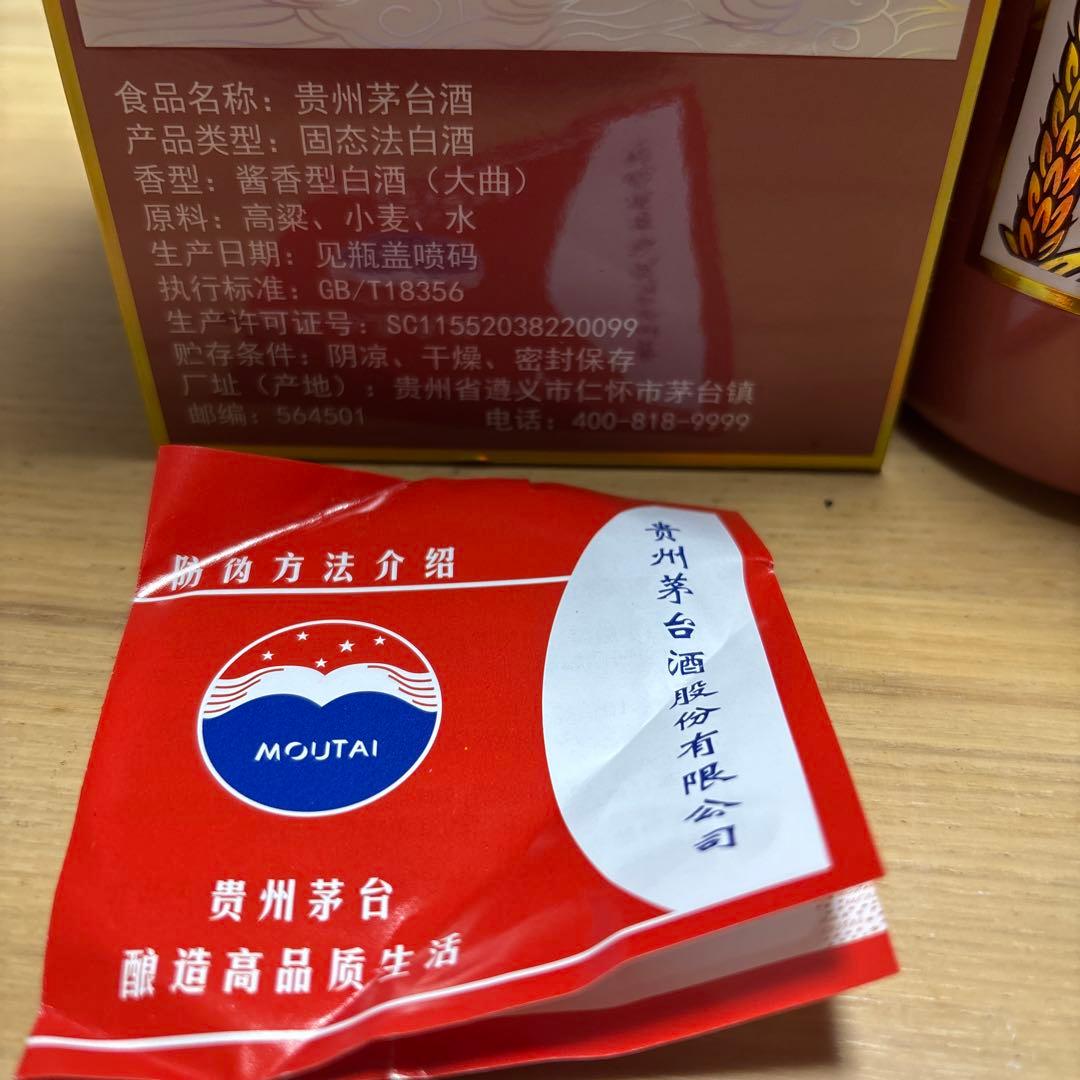 食品名称：贵州茅台酒
产品类型：固态法白酒
香型：酱香型白酒（大曲）
原料：高粱、小麦、水
生产日期：见瓶盖喷码
执行标准：GB/T18356
生产许可证号：SC11552038220099
贮存条件：阴凉、干燥、密封保存
厂址（产地）：贵州省遵义市仁怀市茅台镇
邮编：564501 电话：400-818-9999
防伪方法介绍
MOUTAI
贵州茅台
酿造高品质生活
贵州茅台酒股份有限公司